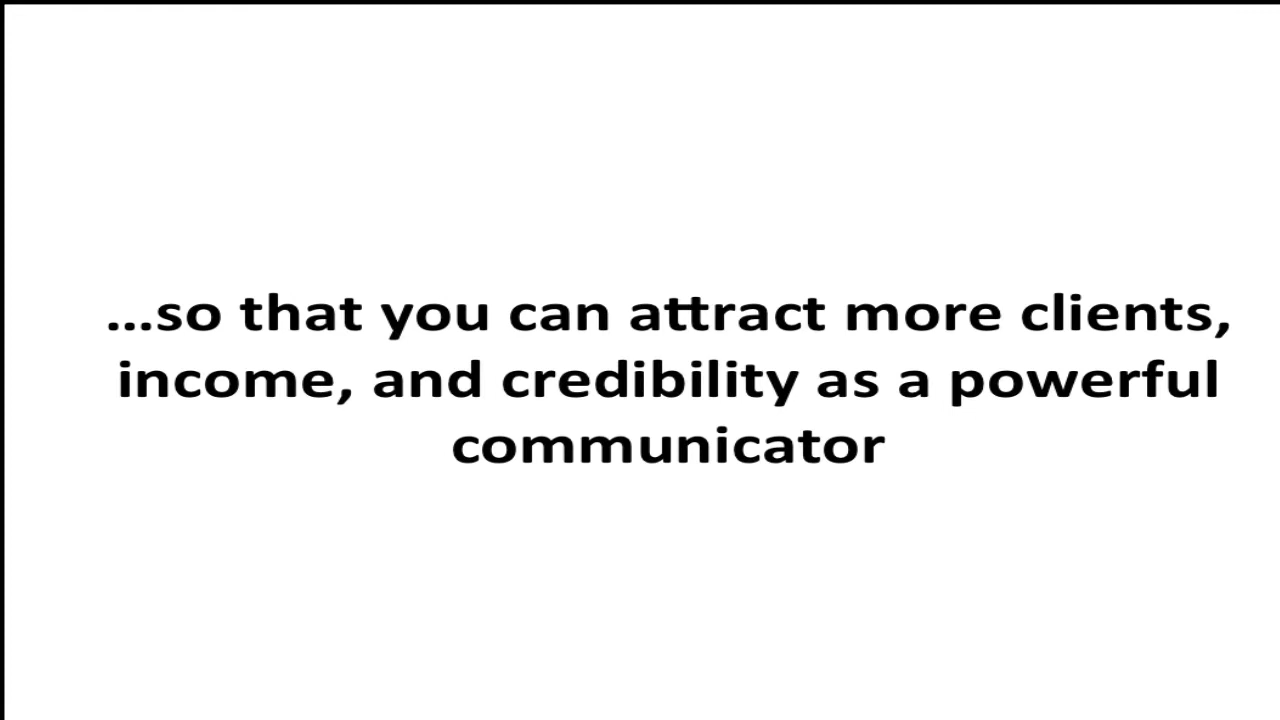 ...so that you can attract more clients,
income, and credibility as a powerful
communicator